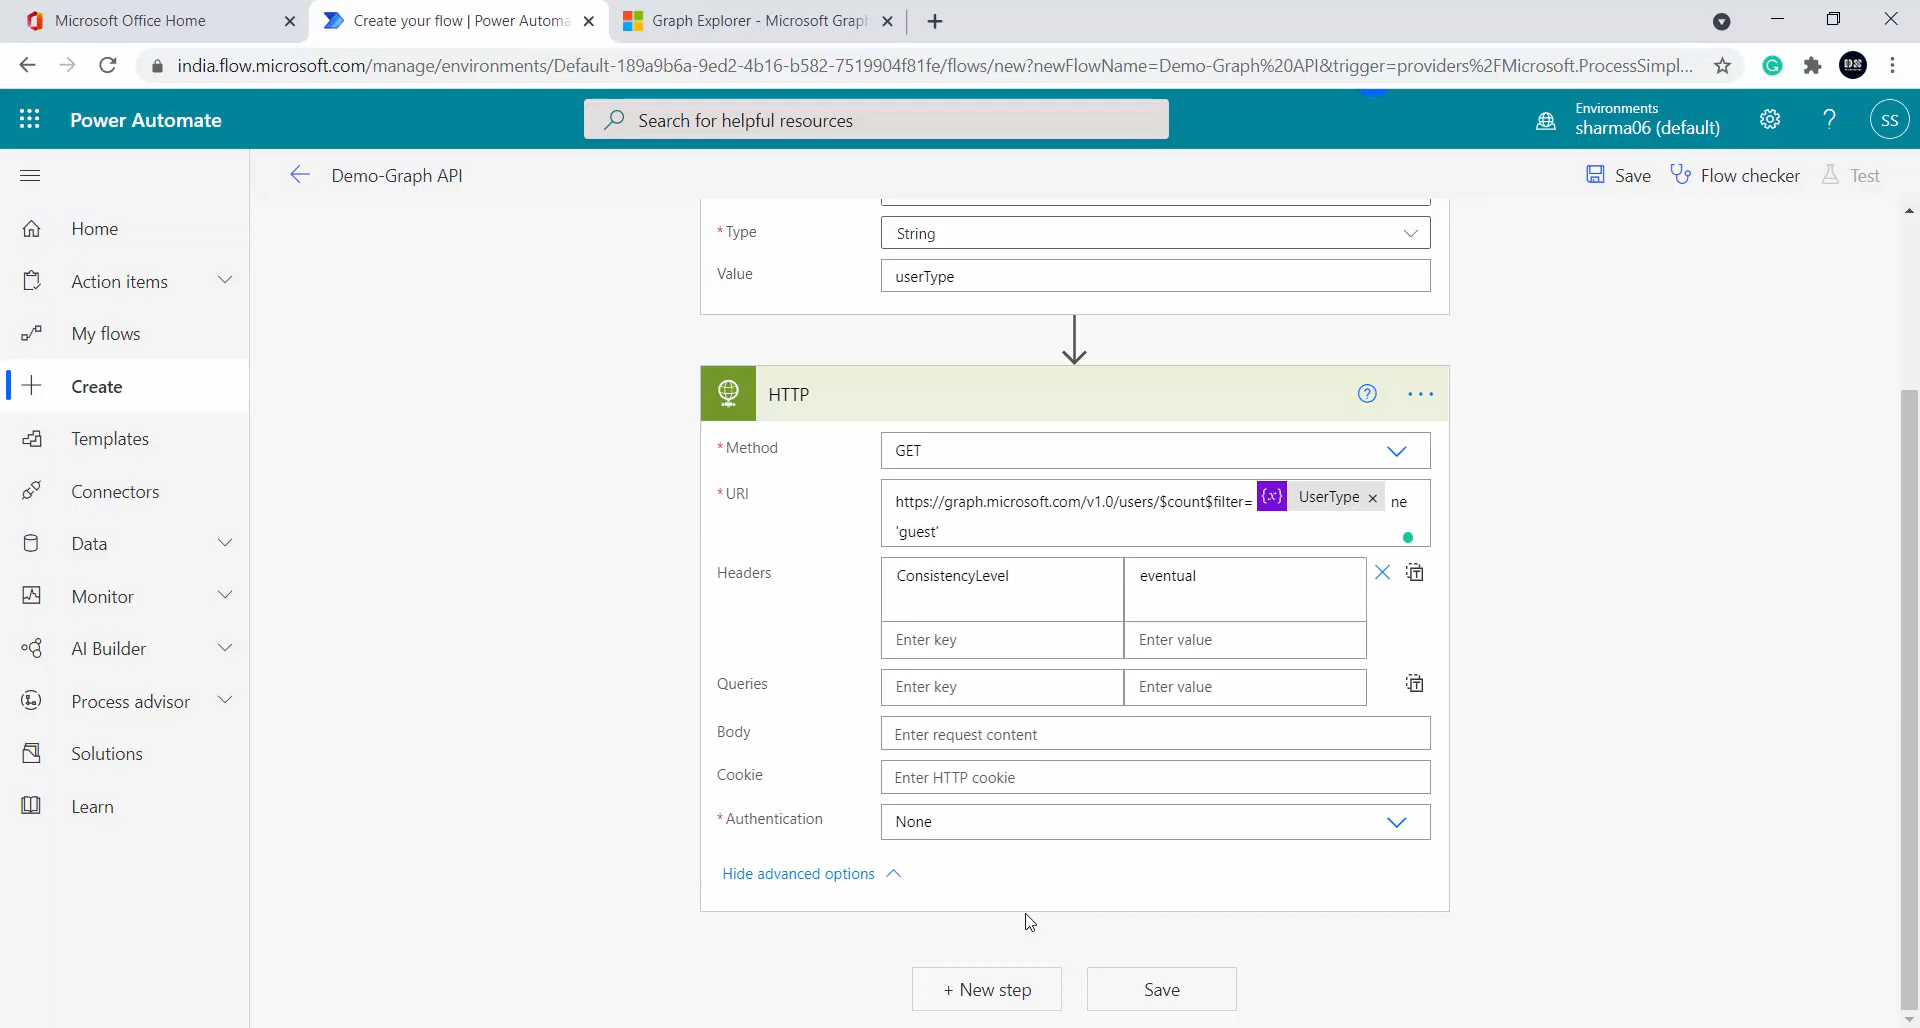 Microsoft Office Home
Create your flow | Power Automa
Graph Explorer - Microsoft Graph
india.flow.microsoft.com/manage/environments/Default-189a9b6a-9ed2-4b16-b582-7519904f81fe/flows/new?newFlowName=Demo-Graph%20API&trigger=providers%2FMicrosoft.ProcessSimpl...
Power Automate
Search for helpful resources
Environments
sharma06 (default)
SS
Demo-Graph API
Save
Flow checker
Test
Home
Action items
My flows
Create
Templates
Connectors
Data
Monitor
AI Builder
Process advisor
Solutions
Learn
* Type
String
Value
userType
HTTP
* Method
GET
* URI
https://graph.microsoft.com/v1.0/users/$count$filter= {x} UserType × ne
'guest'
Headers
ConsistencyLevel
eventual
Enter key
Enter value
Queries
Enter key
Enter value
Body
Enter request content
Cookie
Enter HTTP cookie
* Authentication
None
Hide advanced options
+ New step
Save